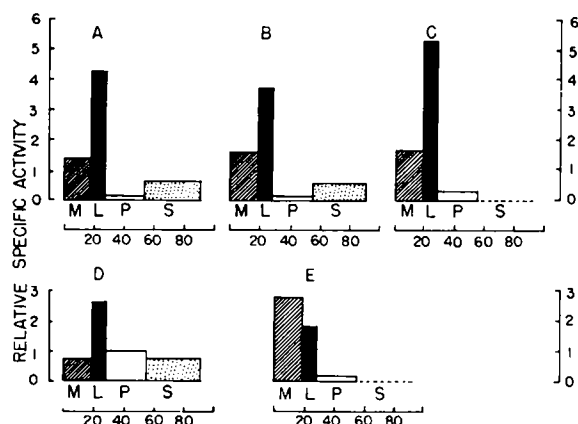 A B C
6 6
5 5
4 4
3 3
2 2
1 1
0 0
M L P S M L P S M L P S
20 40 60 80 20 40 60 80 20 40 60 80
RELATIVE SPECIFIC ACTIVITY
D E
3 3
2 2
1 1
0 0
M L P S M L P S
20 40 60 80 20 40 60 80